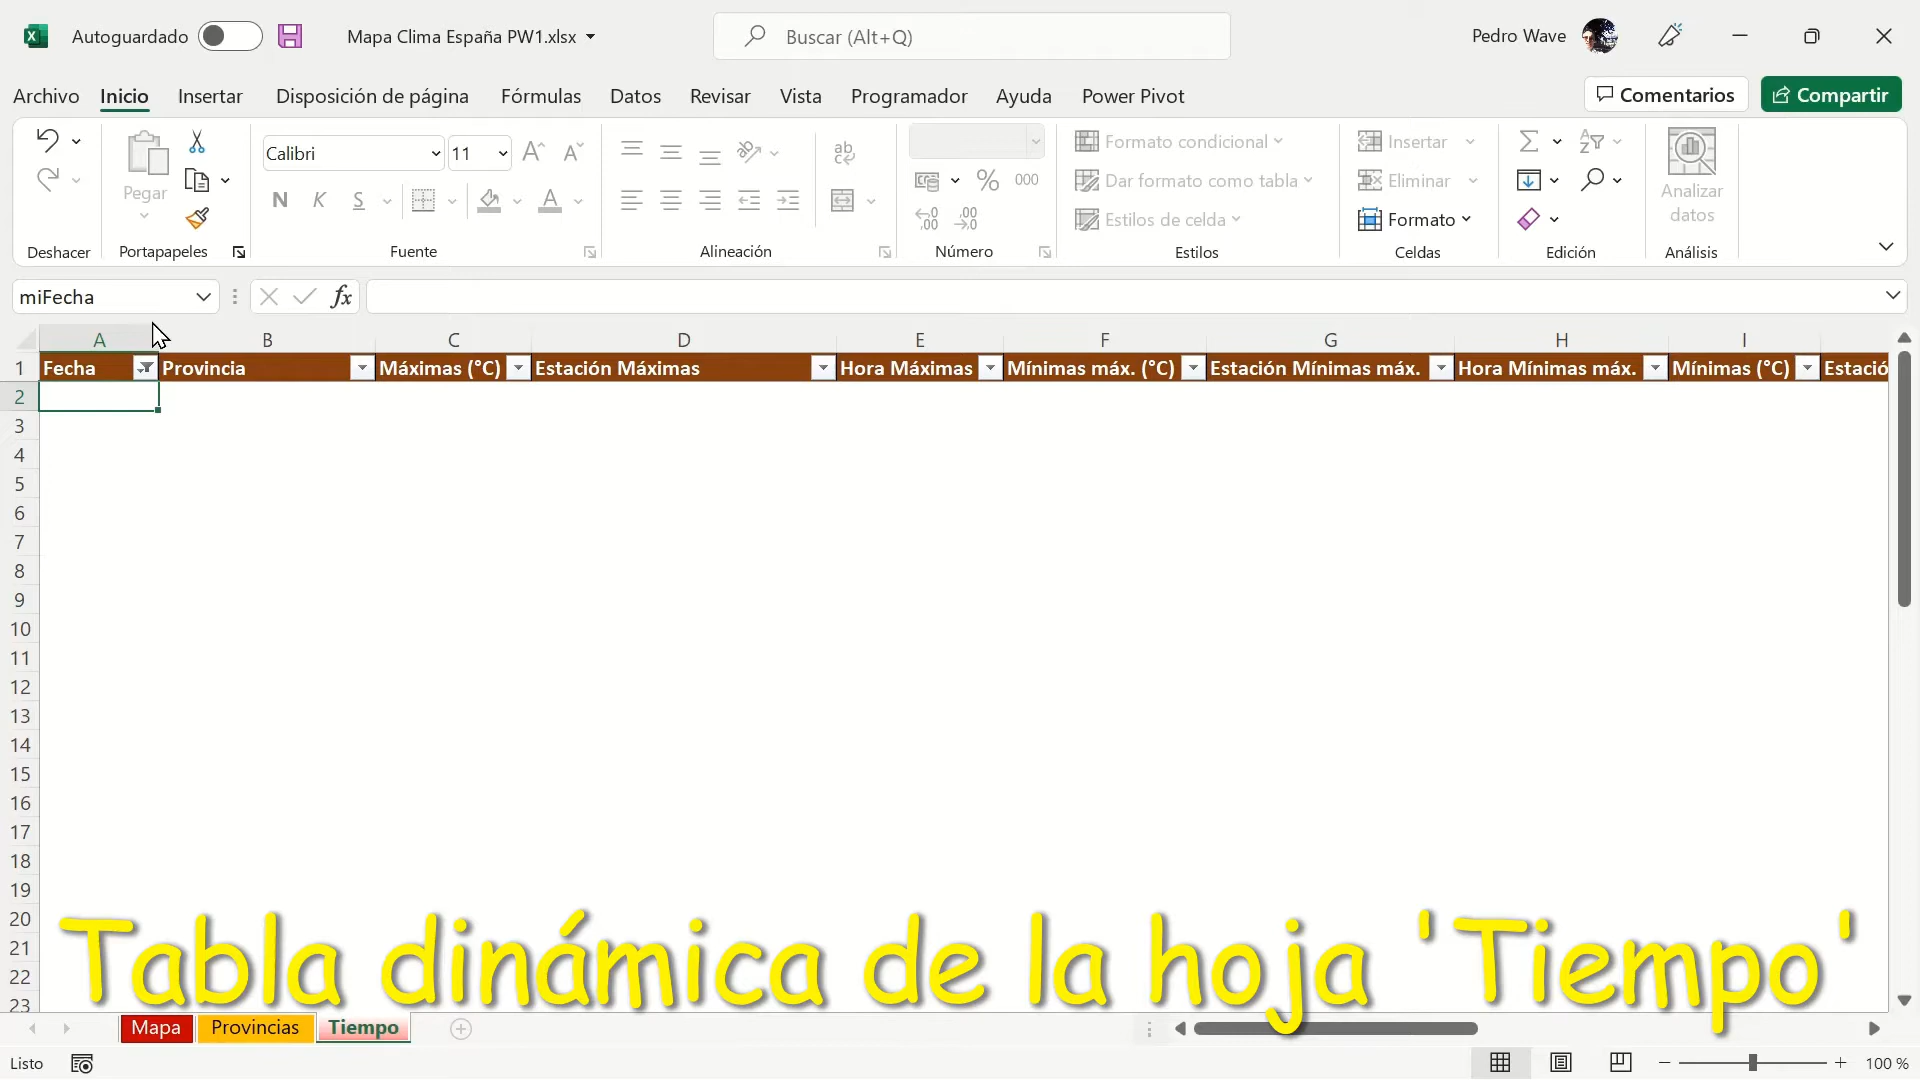 Autoguardado
Mapa Clima España PW1.xlsx
Buscar (Alt+Q)
Pedro Wave
Archivo Inicio Insertar Disposición de página Fórmulas Datos Revisar Vista Programador Ayuda Power Pivot
Comentarios
Compartir
Pegar
Calibri
11
N K S
ab
%
000
Formato condicional
Dar formato como tabla
Estilos de celda
Insertar
Eliminar
Formato
Analizar
datos
Deshacer Portapapeles Fuente Alineación Número Estilos Celdas Edición Análisis
miFecha
fx
A B C D E F G H I
1 Fecha Provincia Máximas (°C) Estación Máximas Hora Máximas Mínimas máx. (°C) Estación Mínimas máx. Hora Mínimas máx. Mínimas (°C) Estació
2
3
4
5
6
7
8
9
10
11
12
13
14
15
16
17
18
19
20
21
22
23
Tabla dinámica de la hoja 'Tiempo'
Mapa Provincias Tiempo
Listo
100 %